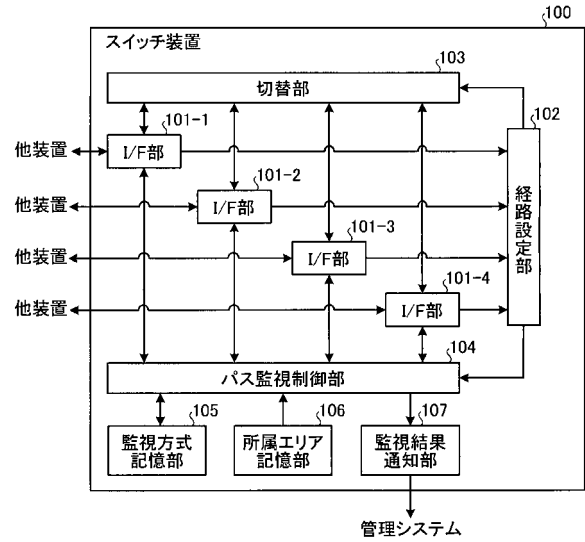 100
スイッチ装置
103
切替部
102
経路設定部
101-1
他装置
I/F部
101-2
他装置
I/F部
101-3
他装置
I/F部
101-4
他装置
I/F部
104
パス監視制御部
105
監視方式
記憶部
106
所属エリア
記憶部
107
監視結果
通知部
管理システム